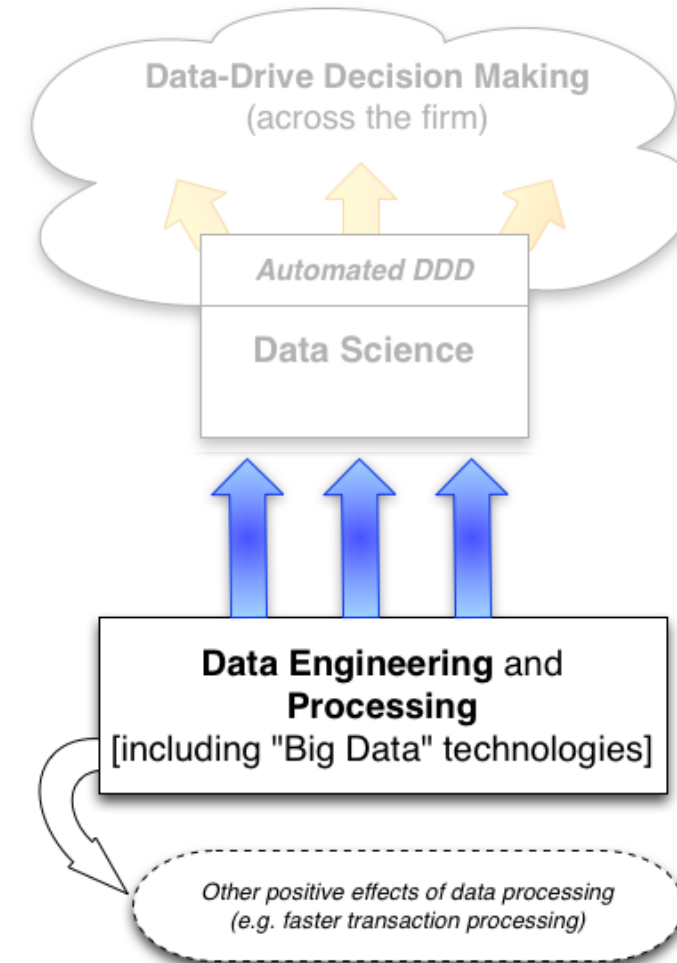 Data-Drive Decision Making
(across the firm)
Automated DDD
Data Science
Data Engineering and
Processing
[including "Big Data" technologies]
Other positive effects of data processing
(e.g. faster transaction processing)